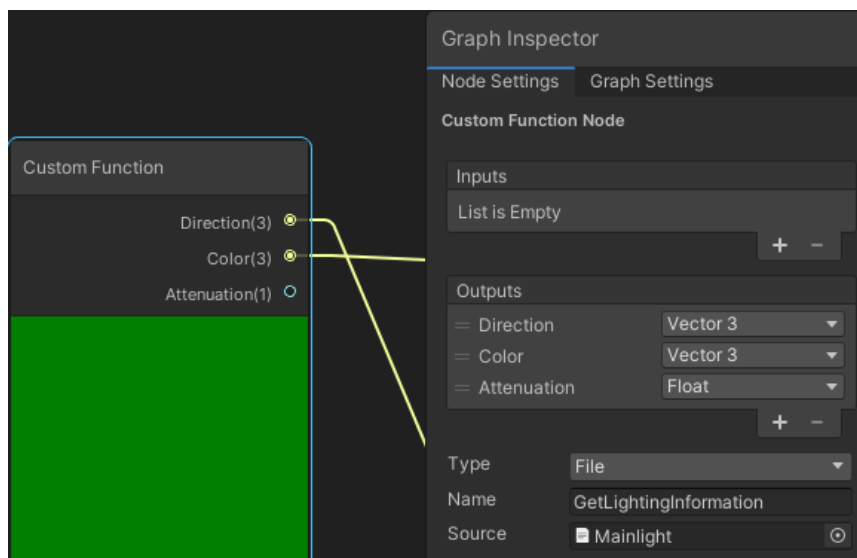 Graph Inspector
Node Settings Graph Settings
Custom Function Node
Custom Function
Direction(3)
Color(3)
Attenuation(1)
Inputs
List is Empty
+ −
Outputs
= Direction Vector 3
= Color Vector 3
= Attenuation Float
+ −
Type File
Name GetLightingInformation
Source Mainlight